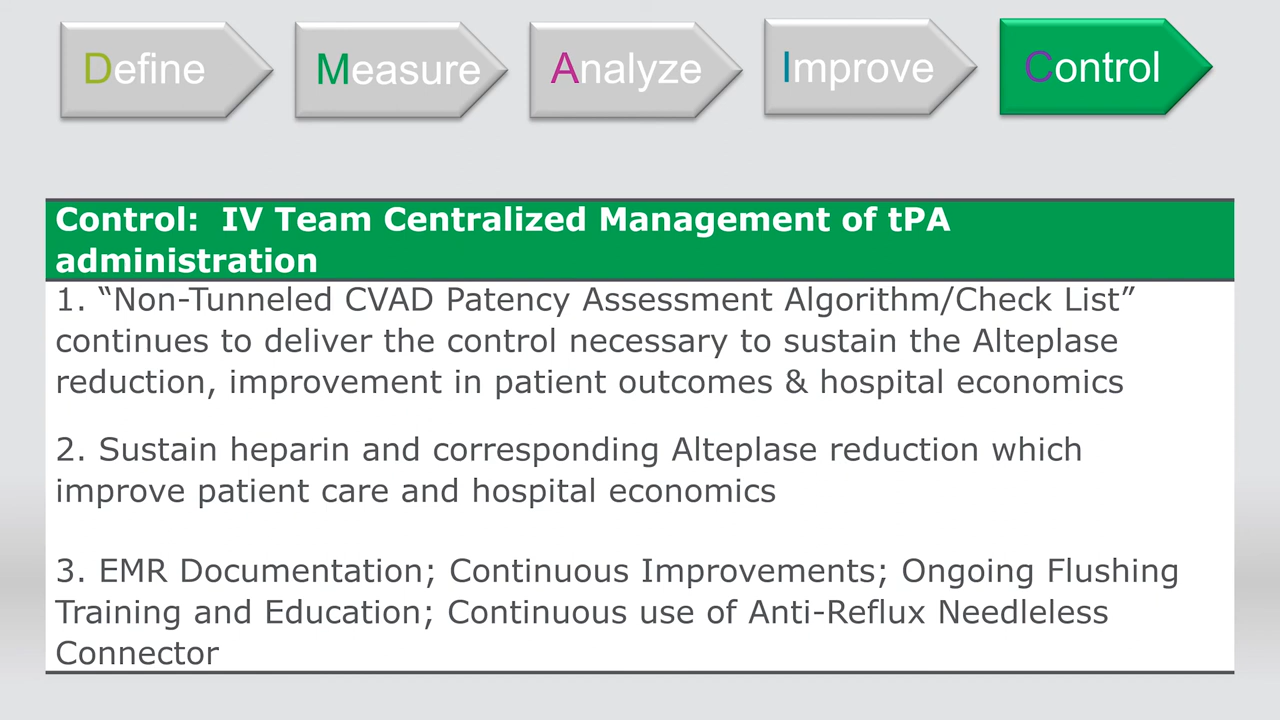 Define
Measure
Analyze
Improve
Control
Control:  IV Team Centralized Management of tPA
administration
1. “Non-Tunneled CVAD Patency Assessment Algorithm/Check List”
continues to deliver the control necessary to sustain the Alteplase
reduction, improvement in patient outcomes & hospital economics
2. Sustain heparin and corresponding Alteplase reduction which
improve patient care and hospital economics
3. EMR Documentation; Continuous Improvements; Ongoing Flushing
Training and Education; Continuous use of Anti-Reflux Needleless
Connector